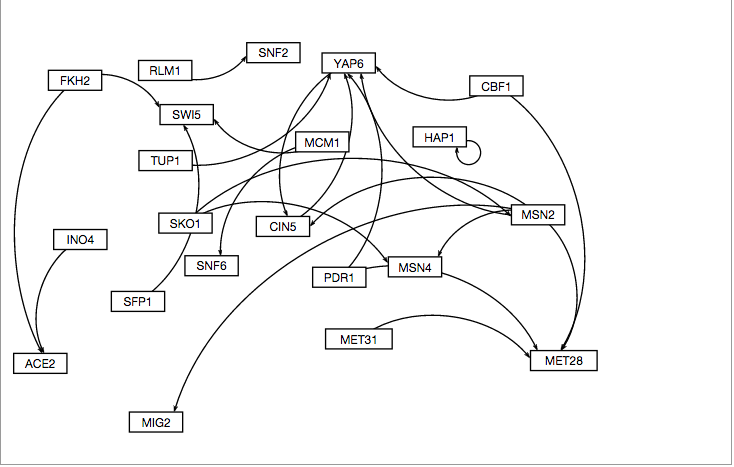 SNF2
YAP6
RLM1
FKH2
CBF1
SWI5
HAP1
MCM1
TUP1
MSN2
SKO1
CIN5
INO4
SNF6
MSN4
PDR1
SFP1
MET31
MET28
ACE2
MIG2